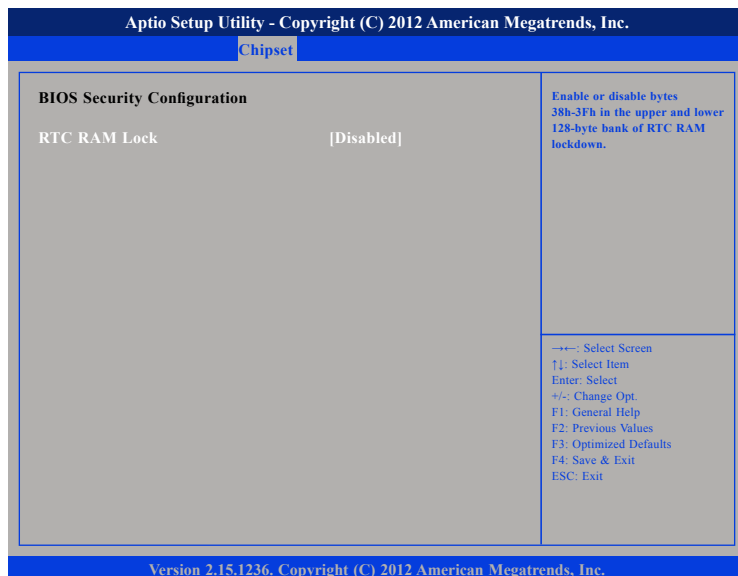 Aptio Setup Utility - Copyright (C) 2012 American Megatrends, Inc.
Chipset
BIOS Security Configuration
RTC RAM Lock [Disabled]
Enable or disable bytes
38h-3Fh in the upper and lower
128-byte bank of RTC RAM
lockdown.
→←: Select Screen
↑↓: Select Item
Enter: Select
+/-: Change Opt.
F1: General Help
F2: Previous Values
F3: Optimized Defaults
F4: Save & Exit
ESC: Exit
Version 2.15.1236. Copyright (C) 2012 American Megatrends, Inc.